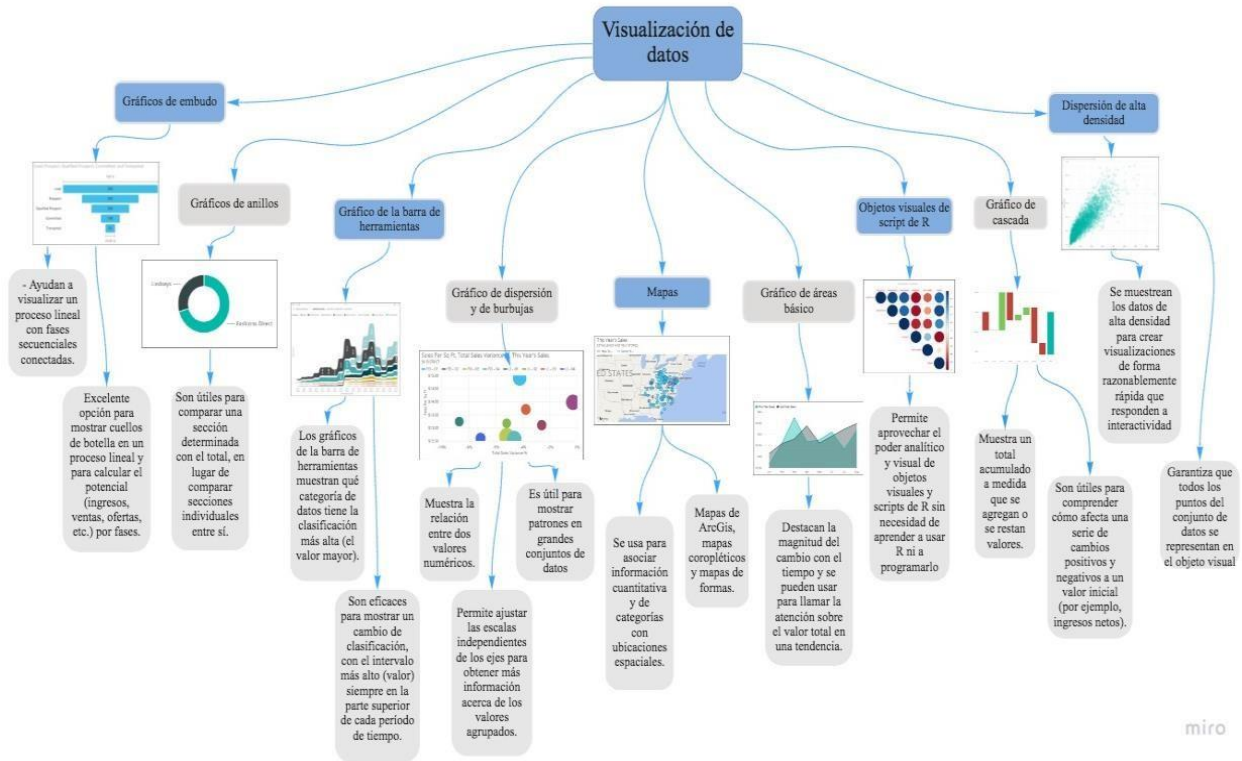 Visualización de
datos
Gráficos de embudo
Dispersión de alta
densidad
Gráficos de anillos
Gráfico de la barra de
herramientas
Objetos visuales de
script de R
Gráfico de
cascada
Gráfico de dispersión
y de burbujas
Mapas
Gráfico de áreas
básico
This Year's Sales
ED STATES
- Ayudan a
visualizar un
proceso lineal
con fases
secuenciales
conectadas.
Excelente
opción para
mostrar cuellos
de botella en un
proceso lineal y
para calcular el
potencial
(ingresos,
ventas, ofertas,
etc.) por fases.
Son útiles para
comparar una
sección
determinada
con el total, en
lugar de
comparar
secciones
individuales
entre sí.
Los gráficos
de la barra de
herramientas
muestran qué
categoría de
datos tiene la
clasificación
más alta (el
valor mayor).
Son eficaces
para mostrar un
cambio de
clasificación,
con el intervalo
más alto (valor)
siempre en la
parte superior
de cada período
de tiempo.
Muestra la
relación
entre dos
valores
numéricos.
Permite ajustar
las escalas
independientes
de los ejes para
obtener más
información
acerca de los
valores
agrupados.
Es útil para
mostrar
patrones en
grandes
conjuntos de
datos
Se usa para
asociar
información
cuantitativa
y de
categorías
con
ubicaciones
espaciales.
Mapas de
ArcGis,
mapas
coropléticos
y mapas de
formas.
Destacan la
magnitud del
cambio con el
tiempo y se
pueden usar
para llamar la
atención sobre
el valor total en
una tendencia.
Permite
aprovechar el
poder analítico
y visual de
objetos
visuales y
scripts de R sin
necesidad de
aprender a usar
R ni a
programarlo
Muestra un
total
acumulado
a medida
que se
agregan o
se restan
valores.
Son útiles para
comprender
cómo afecta una
serie de
cambios
positivos y
negativos a un
valor inicial
(por ejemplo,
ingresos netos).
Se muestrean
los datos de
alta densidad
para crear
visualizaciones
de forma
razonablemente
rápida que
responden a
interactividad
Garantiza que
todos los
puntos del
conjunto de
datos se
representan en
el objeto visual
miro